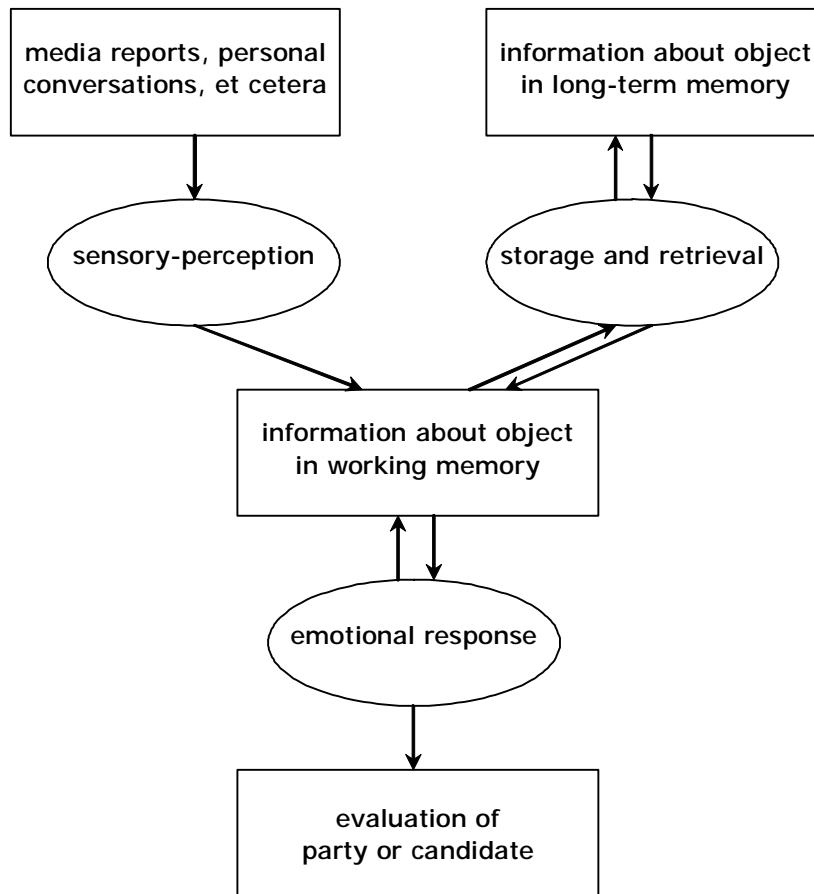 media reports, personal
conversations, et cetera
information about object
in long-term memory
sensory-perception
storage and retrieval
information about object
in working memory
emotional response
evaluation of
party or candidate